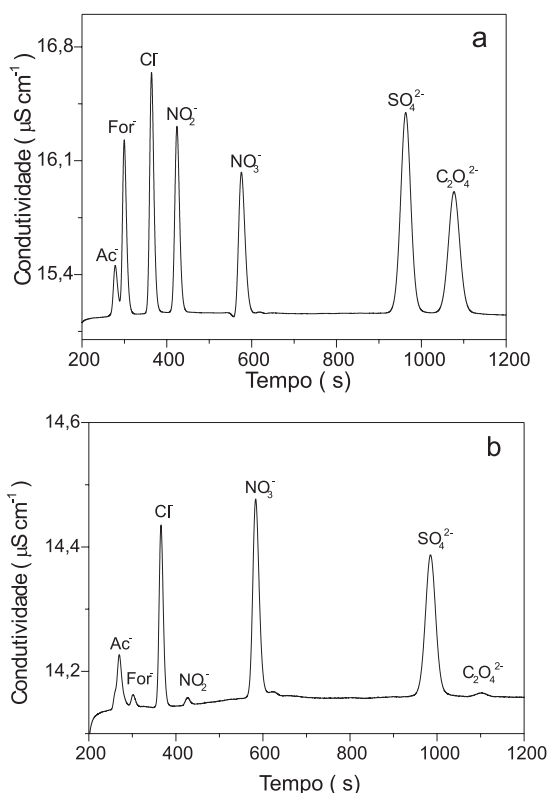 a
16,8
16,1
15,4
Condutividade ( μS cm⁻¹)
Ac⁻
For⁻
Cl⁻
NO₂⁻
NO₃⁻
SO₄²⁻
C₂O₄²⁻
200 400 600 800 1000 1200
Tempo ( s)
b
14,6
14,4
14,2
Condutividade ( μS cm⁻¹)
Ac⁻
For⁻
Cl⁻
NO₂⁻
NO₃⁻
SO₄²⁻
C₂O₄²⁻
200 400 600 800 1000 1200
Tempo ( s)